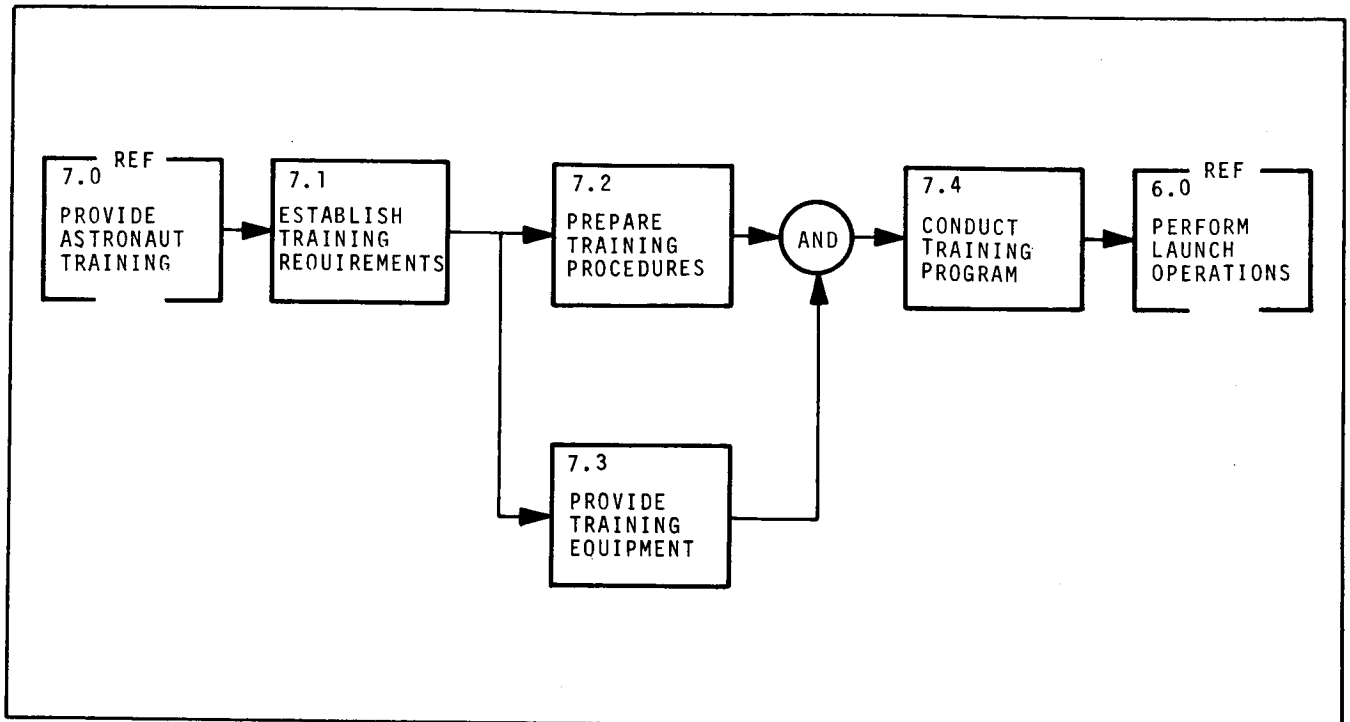 REF
7.0
PROVIDE
ASTRONAUT
TRAINING
7.1
ESTABLISH
TRAINING
REQUIREMENTS
7.2
PREPARE
TRAINING
PROCEDURES
AND
7.4
CONDUCT
TRAINING
PROGRAM
REF
6.0
PERFORM
LAUNCH
OPERATIONS
7.3
PROVIDE
TRAINING
EQUIPMENT